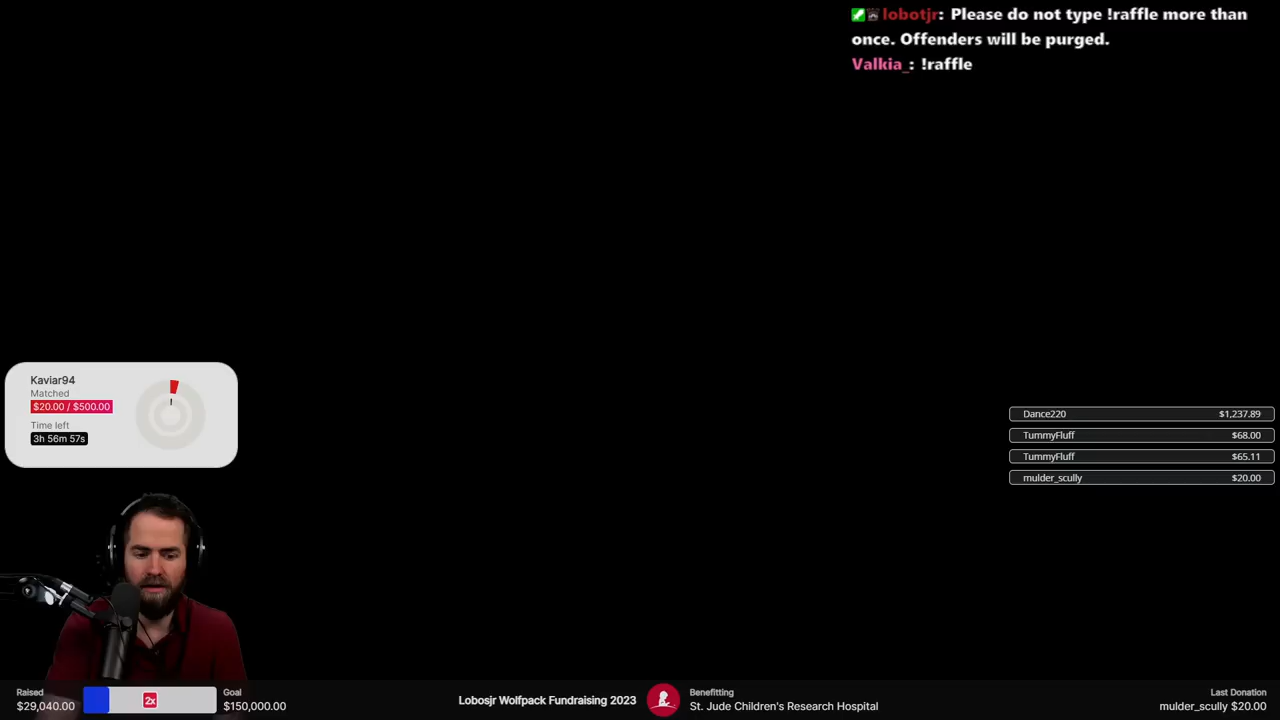 lobotjr: Please do not type !raffle more than
once. Offenders will be purged.
Valkia_: !raffle
Kaviar94
Matched
$20.00 / $500.00
Time left
3h 56m 57s
Dance220 $1,237.89
TummyFluff $68.00
TummyFluff $65.11
mulder_scully $20.00
Raised
$29,040.00
2x
Goal
$150,000.00
Lobosjr Wolfpack Fundraising 2023
Benefitting
St. Jude Children's Research Hospital
Last Donation
mulder_scully $20.00